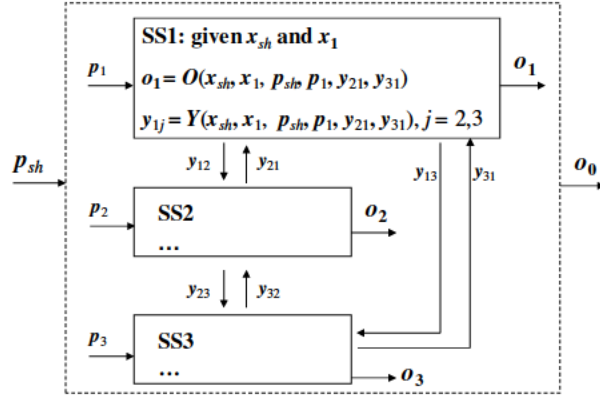 SS1: given x_sh and x_1
p_1
o_1= O(x_sh, x_1, p_sh, p_1, y_21, y_31)
o_1
y_1j= Y(x_sh, x_1, p_sh, p_1, y_21, y_31), j = 2,3
p_sh
y_12
y_21
y_13
y_31
o_0
p_2
SS2
...
o_2
y_23
y_32
p_3
SS3
...
o_3